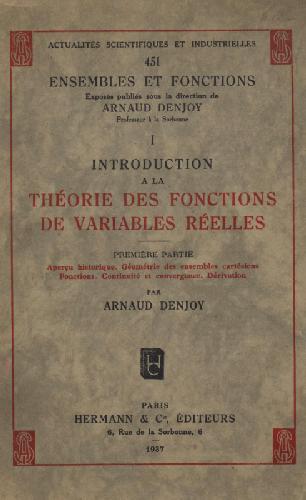 ACTUALITÉS SCIENTIFIQUES ET INDUSTRIELLES
451
ENSEMBLES ET FONCTIONS
Exposés publiés sous la direction de
ARNAUD DENJOY
Professeur à la Sorbonne
I
INTRODUCTION
A LA
THÉORIE DES FONCTIONS
DE VARIABLES RÉELLES
PREMIÈRE PARTIE
Aperçu historique. Géométrie des ensembles cartésiens
Fonctions. Continuité et convergence. Dérivation
PAR
ARNAUD DENJOY
HC
PARIS
HERMANN & Cie, ÉDITEURS
6, Rue de la Sorbonne, 6
1937